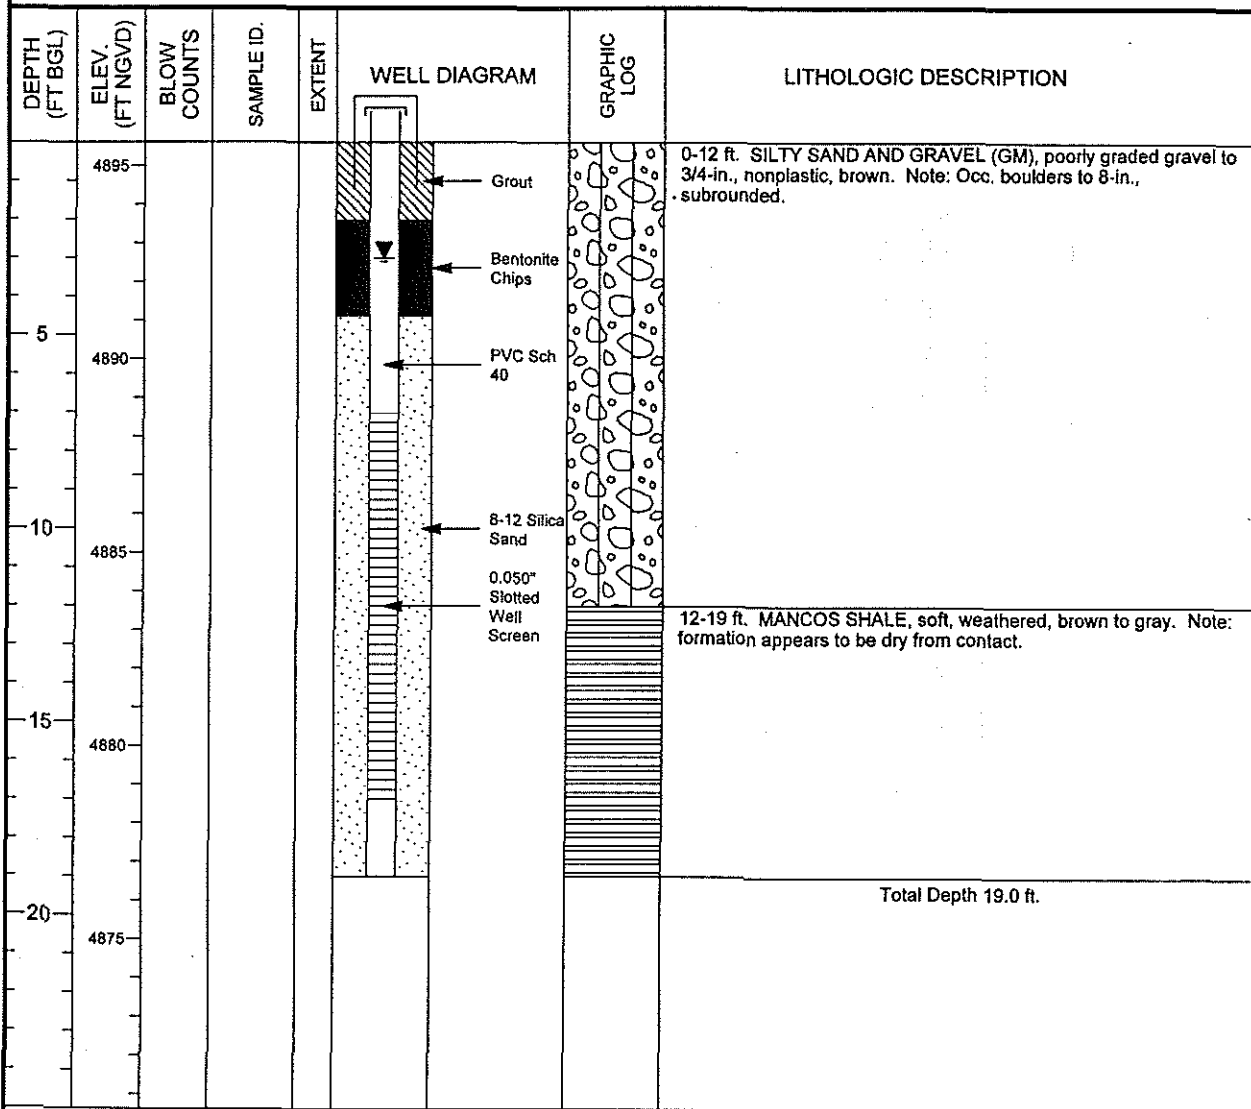 DEPTH
(FT BGL)
ELEV.
(FT NGVD)
BLOW
COUNTS
SAMPLE ID.
EXTENT
WELL DIAGRAM
GRAPHIC
LOG
LITHOLOGIC DESCRIPTION
4895
Grout
0-12 ft. SILTY SAND AND GRAVEL (GM), poorly graded gravel to
3/4-in., nonplastic, brown. Note: Occ. boulders to 8-in.,
subrounded.
Bentonite
Chips
5
4890
PVC Sch
40
10
4885
8-12 Silica
Sand
0.050"
Slotted
Well
Screen
12-19 ft. MANCOS SHALE, soft, weathered, brown to gray. Note:
formation appears to be dry from contact.
15
4880
Total Depth 19.0 ft.
20
4875